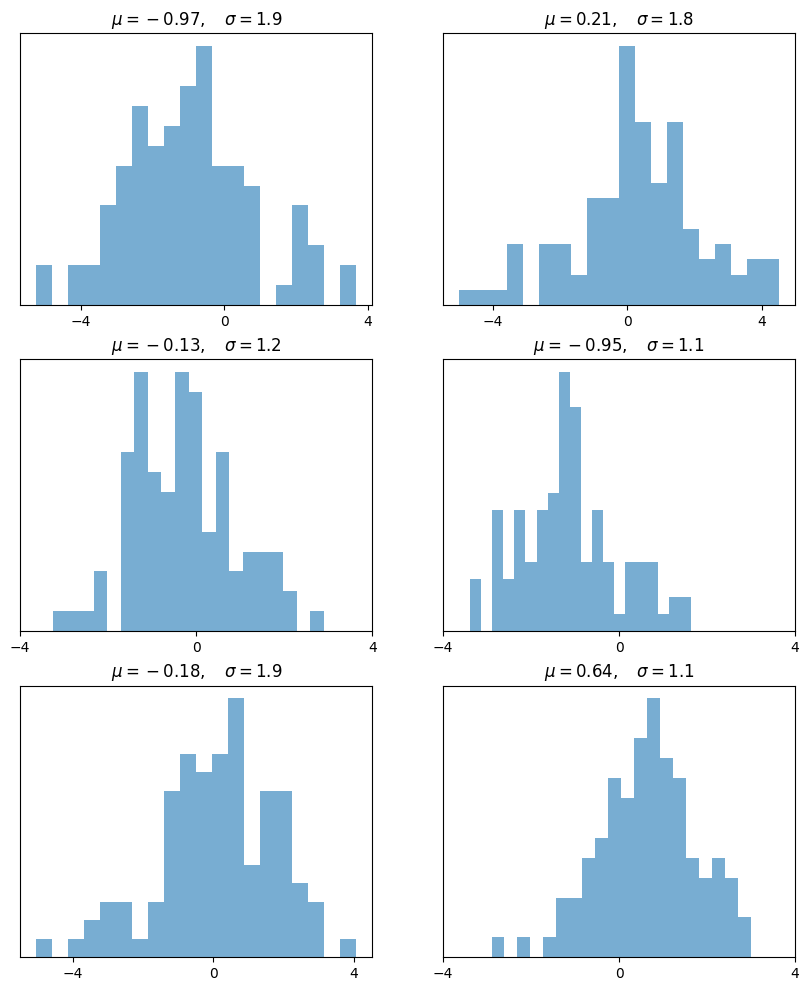 μ = −0.97,   σ = 1.9
μ = 0.21,   σ = 1.8
−4 0 4
−4 0 4
μ = −0.13,   σ = 1.2
μ = −0.95,   σ = 1.1
−4 0 4
−4 0 4
μ = −0.18,   σ = 1.9
μ = 0.64,   σ = 1.1
−4 0 4
−4 0 4